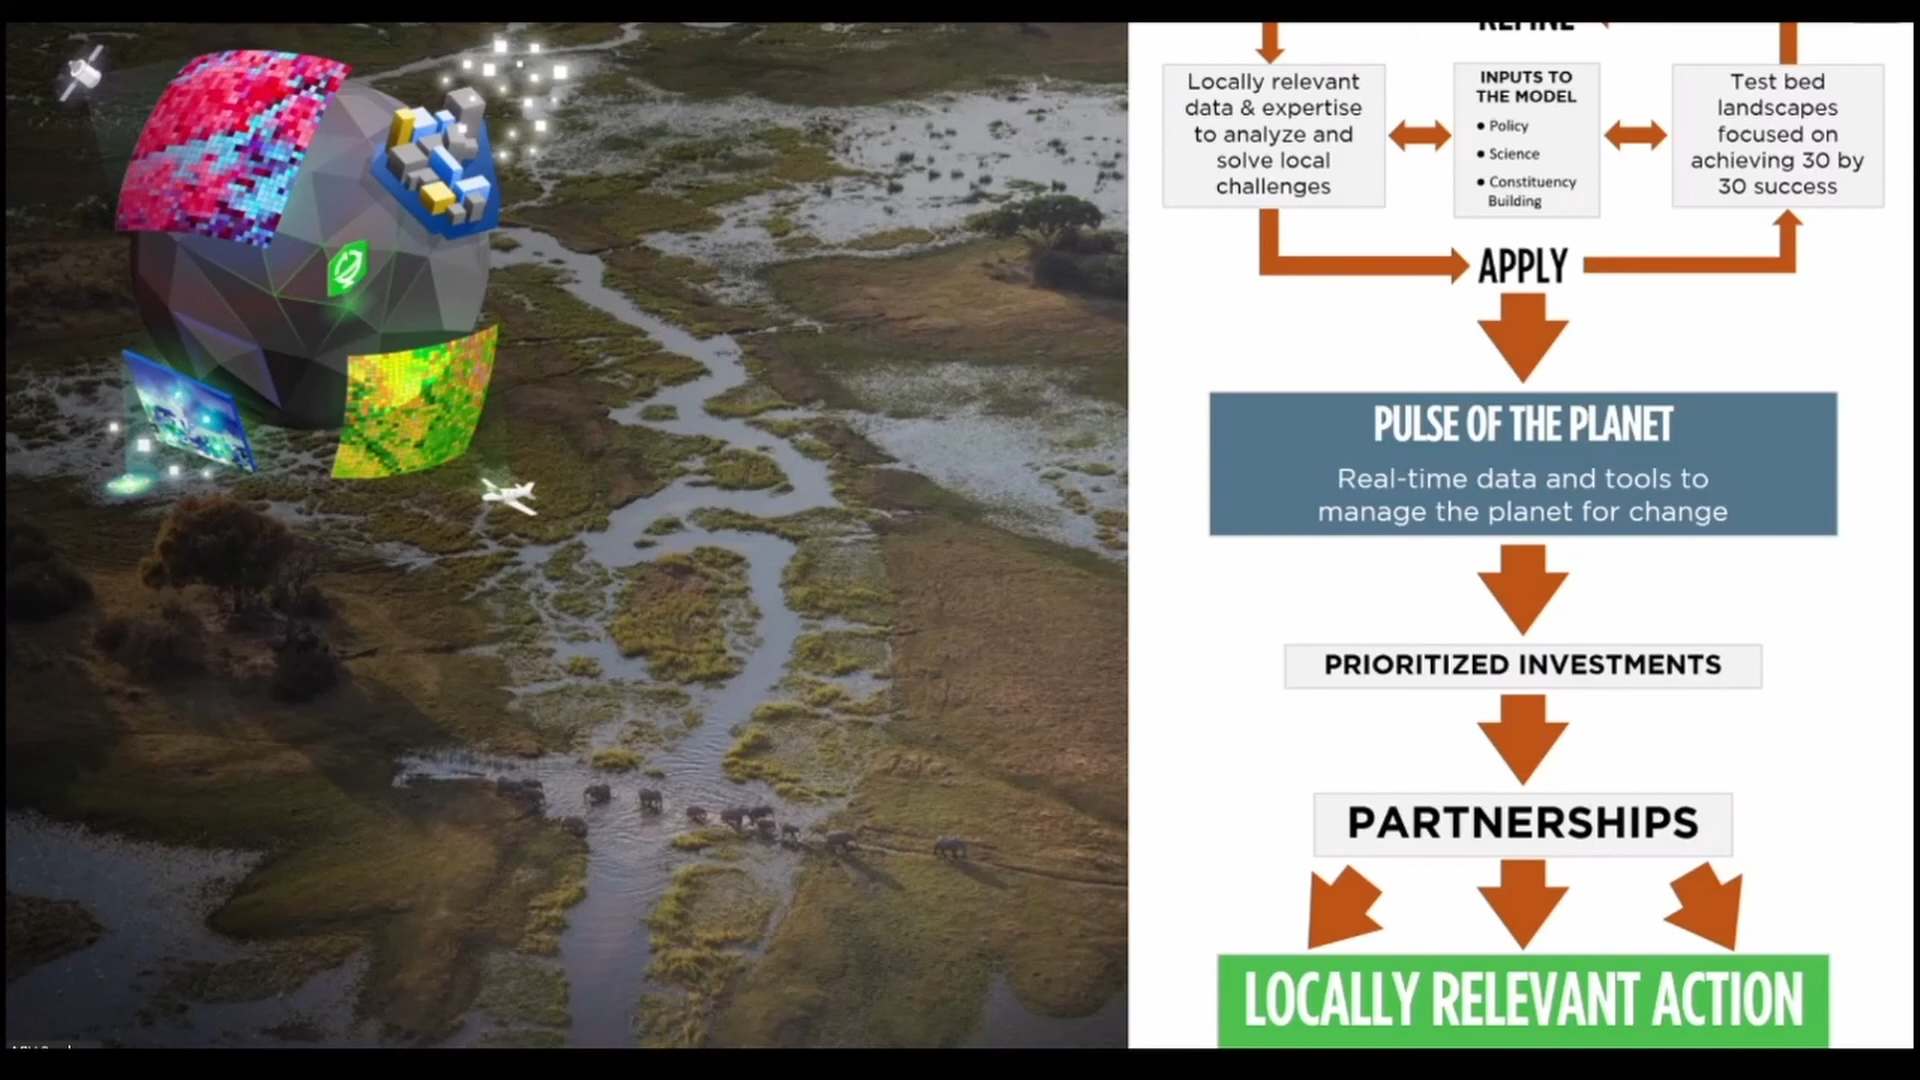 REFINE
Locally relevant
data & expertise
to analyze and
solve local
challenges
INPUTS TO
THE MODEL
• Policy
• Science
• Constituency
Building
Test bed
landscapes
focused on
achieving 30 by
30 success
APPLY
PULSE OF THE PLANET
Real-time data and tools to
manage the planet for change
PRIORITIZED INVESTMENTS
PARTNERSHIPS
LOCALLY RELEVANT ACTION